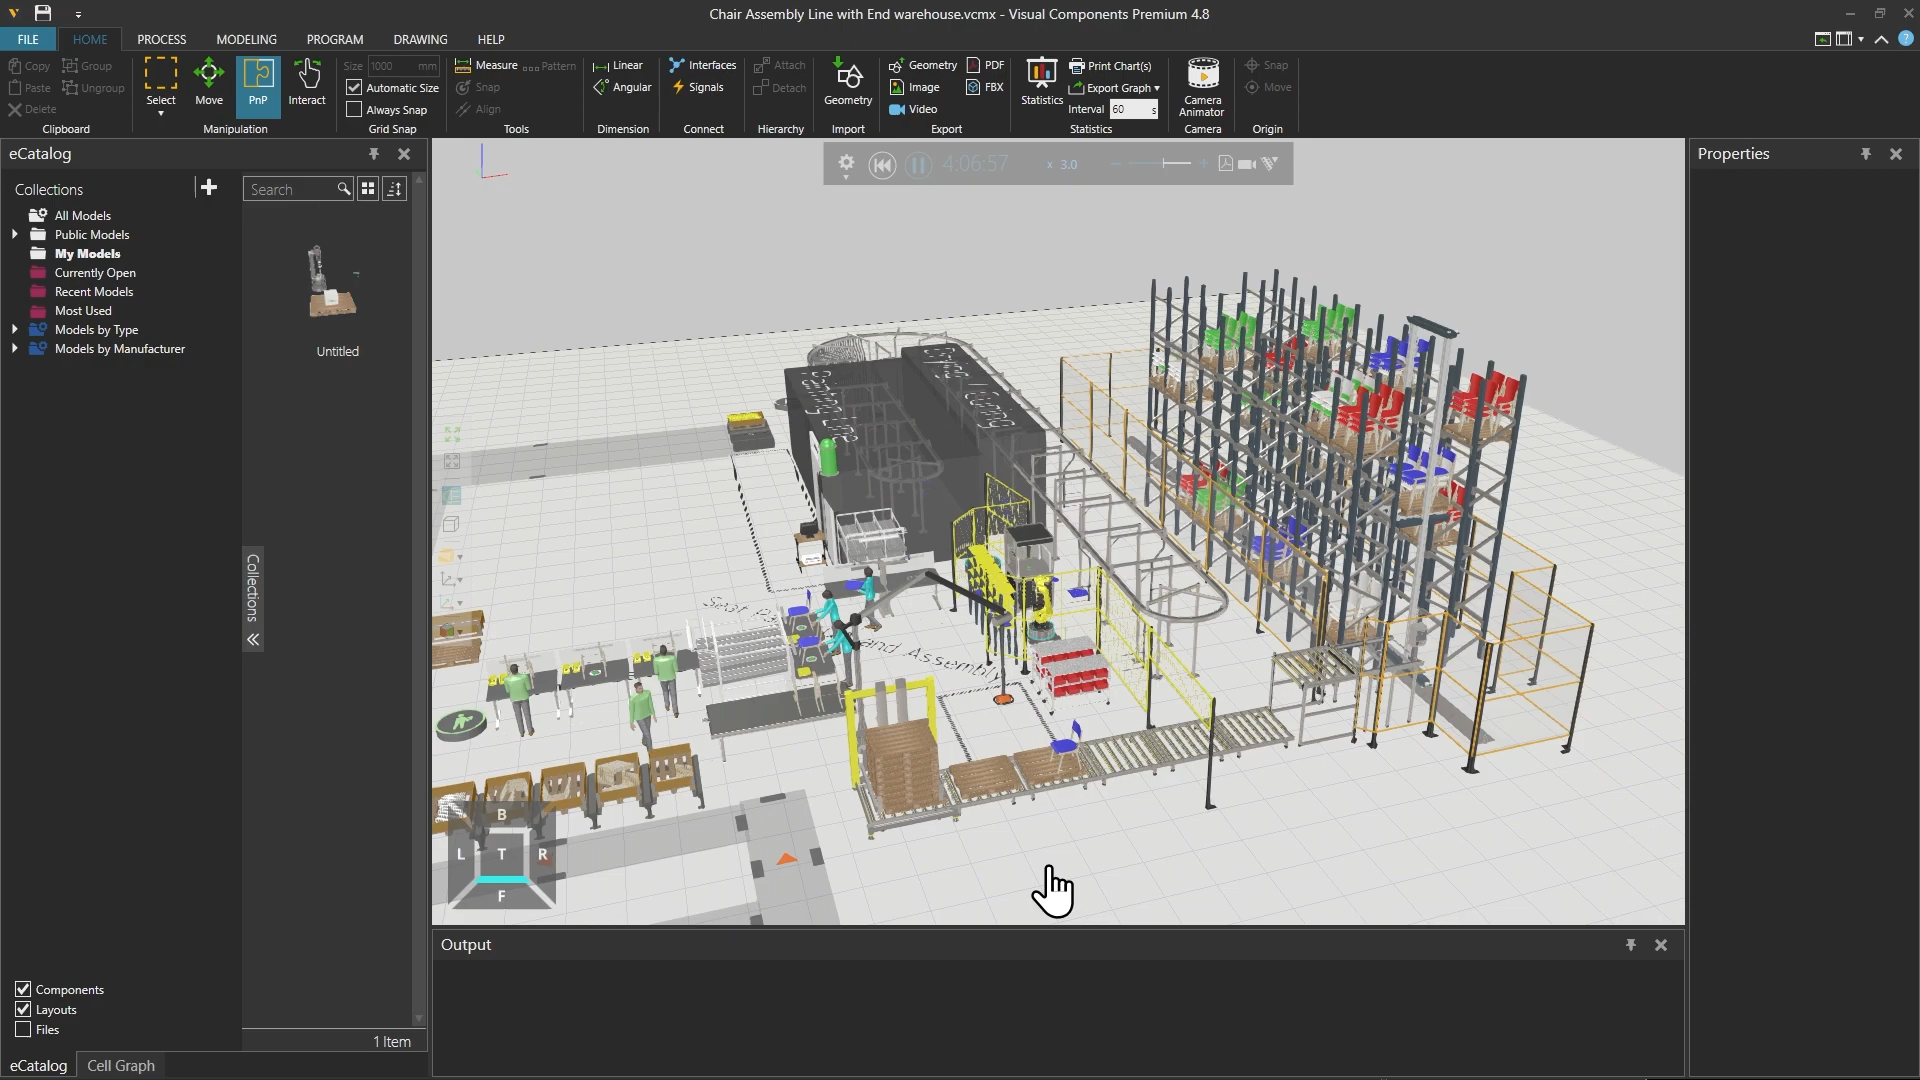 Chair Assembly Line with End warehouse.vcmx - Visual Components Premium 4.8
FILE HOME PROCESS MODELING PROGRAM DRAWING HELP
Copy Group
Paste Ungroup
Delete
Clipboard
Select Move PnP Interact
Manipulation
Size 1000 mm
Automatic Size
Always Snap
Grid Snap
Measure Pattern
Snap
Align
Tools
Linear
Angular
Dimension
Interfaces
Signals
Connect
Attach
Detach
Hierarchy
Geometry
Import
Geometry PDF
Image FBX
Video
Export
Statistics
Print Chart(s)
Export Graph
Interval 60 s
Statistics
Camera
Animator
Camera
Snap
Move
Origin
eCatalog
Collections
Search
All Models
Public Models
My Models
Currently Open
Recent Models
Most Used
Models by Type
Models by Manufacturer
Untitled
Collections
Components
Layouts
Files
1 Item
eCatalog Cell Graph
4:06:57 x 3.0
Painting Line
and Assembly
B
L T R
F
Output
Properties